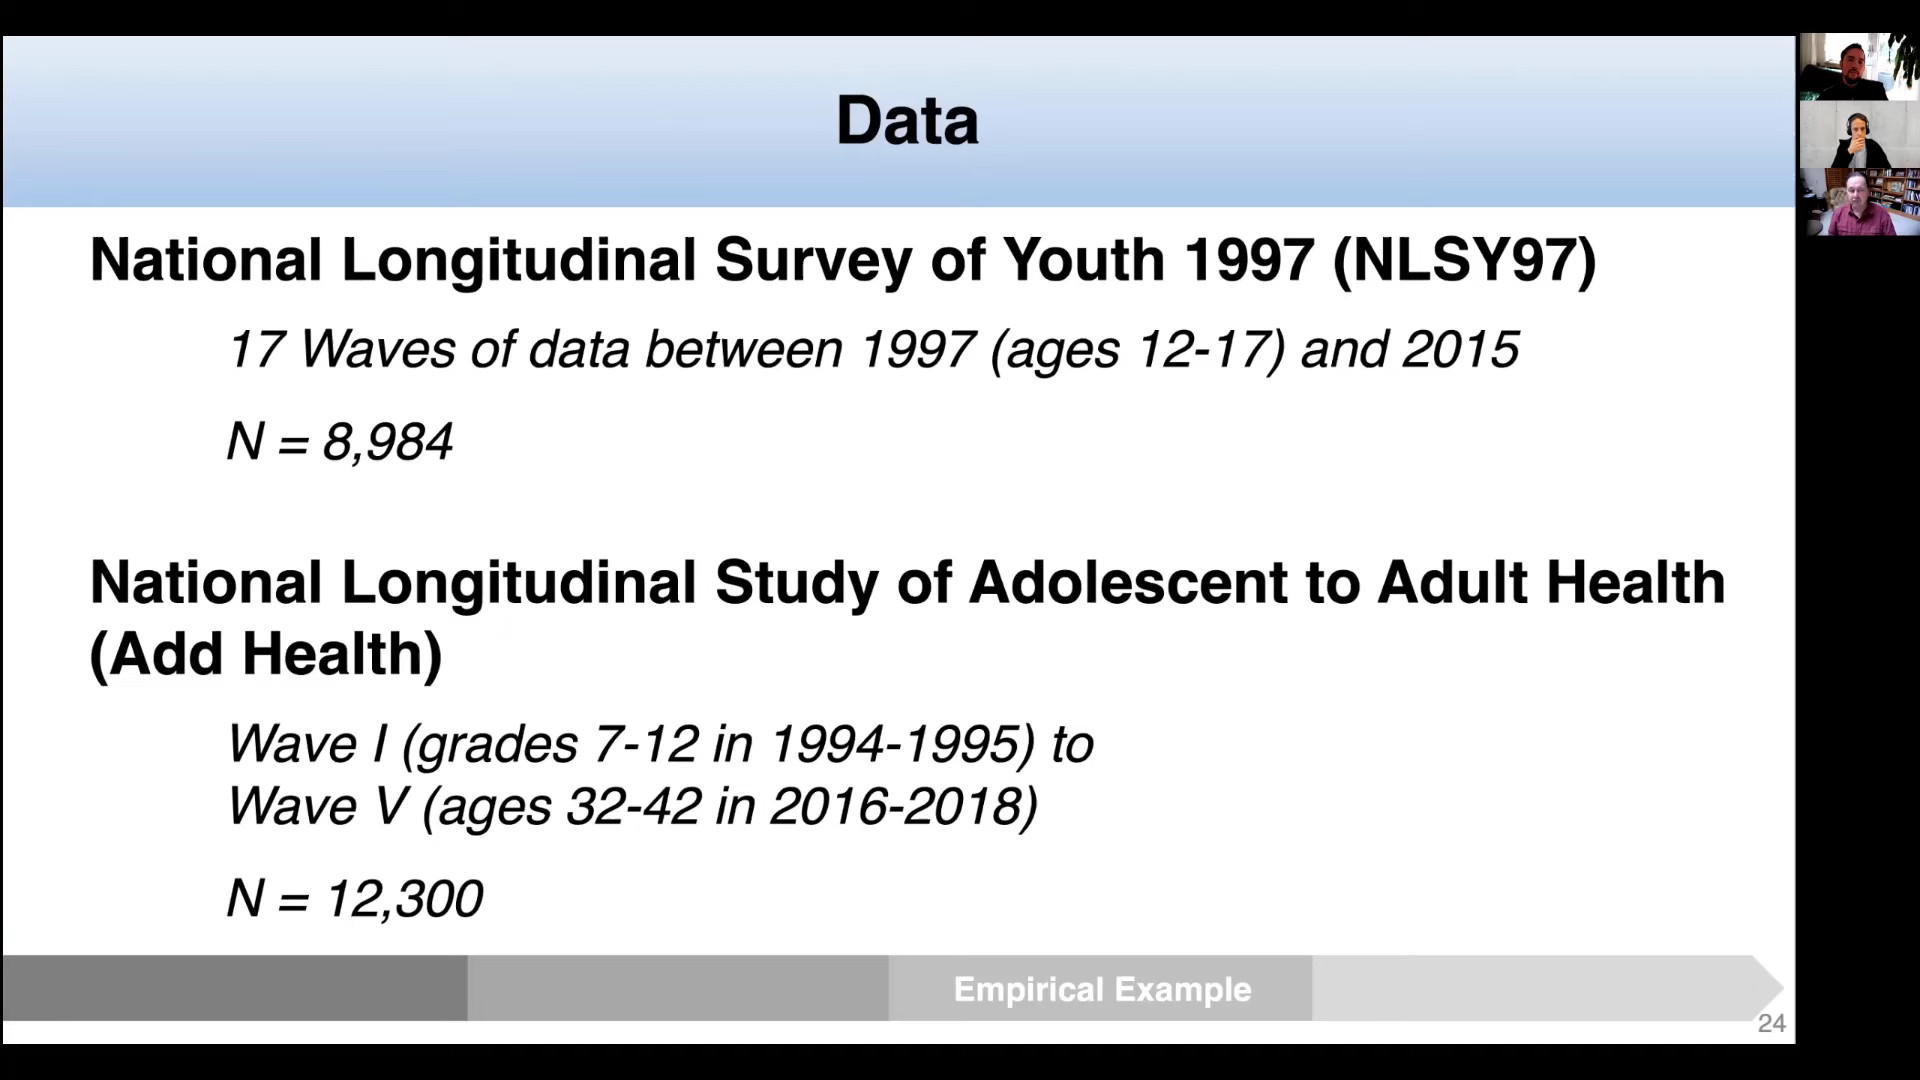 Data
National Longitudinal Survey of Youth 1997 (NLSY97)
17 Waves of data between 1997 (ages 12-17) and 2015
N = 8,984
National Longitudinal Study of Adolescent to Adult Health
(Add Health)
Wave I (grades 7-12 in 1994-1995) to
Wave V (ages 32-42 in 2016-2018)
N = 12,300
Empirical Example
24